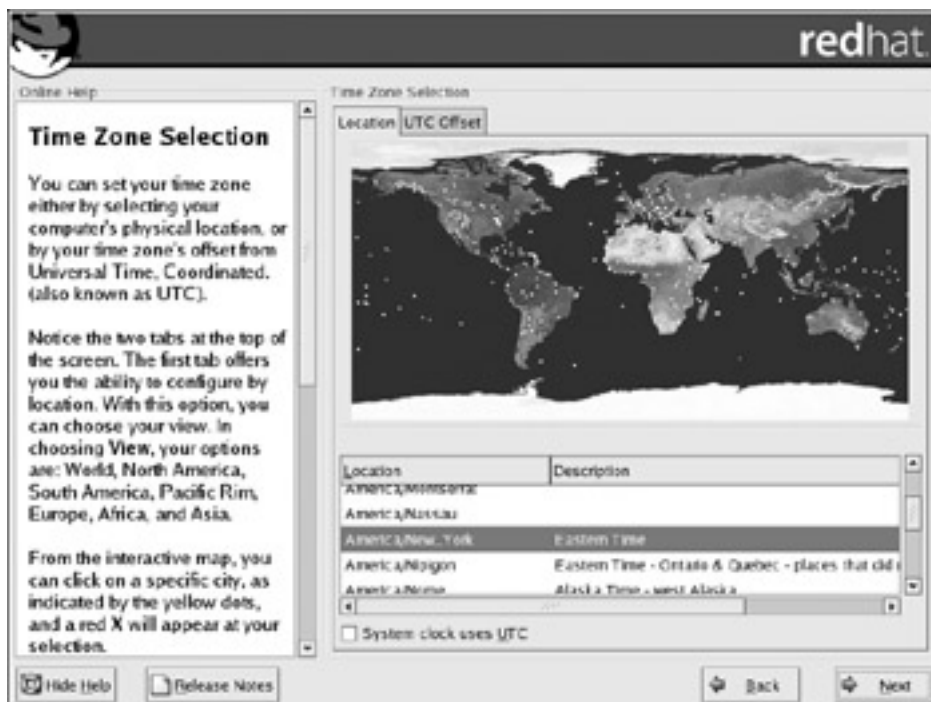 redhat.
Online Help
Time Zone Selection
You can set your time zone
either by selecting your
computer's physical location, or
by your time zone's offset from
Universal Time, Coordinated.
(also known as UTC).
Notice the two tabs at the top of
the screen. The first tab offers
you the ability to configure by
location. With this option, you
can choose your view. In
choosing View, your options
are: World, North America,
South America, Pacific Rim,
Europe, Africa, and Asia.
From the interactive map, you
can click on a specific city, as
indicated by the yellow dots,
and a red X will appear at your
selection.
Time Zone Selection
Location UTC Offset
Location Description
America/Montserrat
America/Nassau
America/New_York Eastern Time
America/Nipigon Eastern Time - Ontario & Quebec - places that did
America/Nome Alaska Time - west Alaska
System clock uses UTC
Hide Help Release Notes Back Next